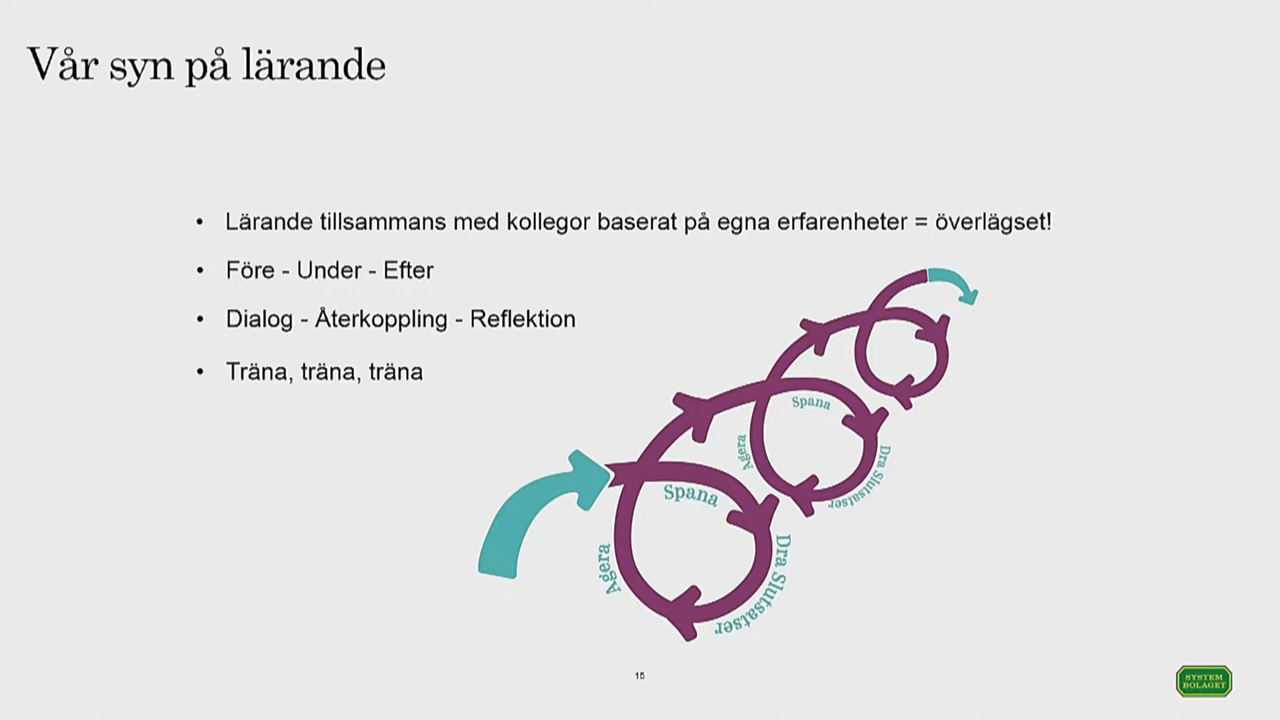 Vår syn på lärande
• Lärande tillsammans med kollegor baserat på egna erfarenheter = överlägset!
• Före - Under - Efter
• Dialog - Återkoppling - Reflektion
• Träna, träna, träna
Spana
Agera
Dra Slutsatser
Spana
Agera
Dra Slutsatser
15
SYSTEM
BOLAGET